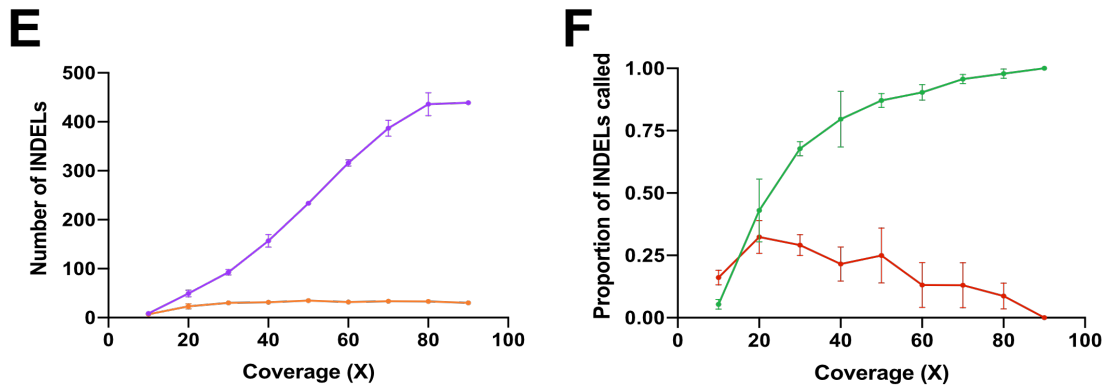 E
Number of INDELs
500
400
300
200
100
0
0 20 40 60 80 100
Coverage (X)
F
Proportion of INDELs called
1.00
0.75
0.50
0.25
0.00
0 20 40 60 80 100
Coverage (X)